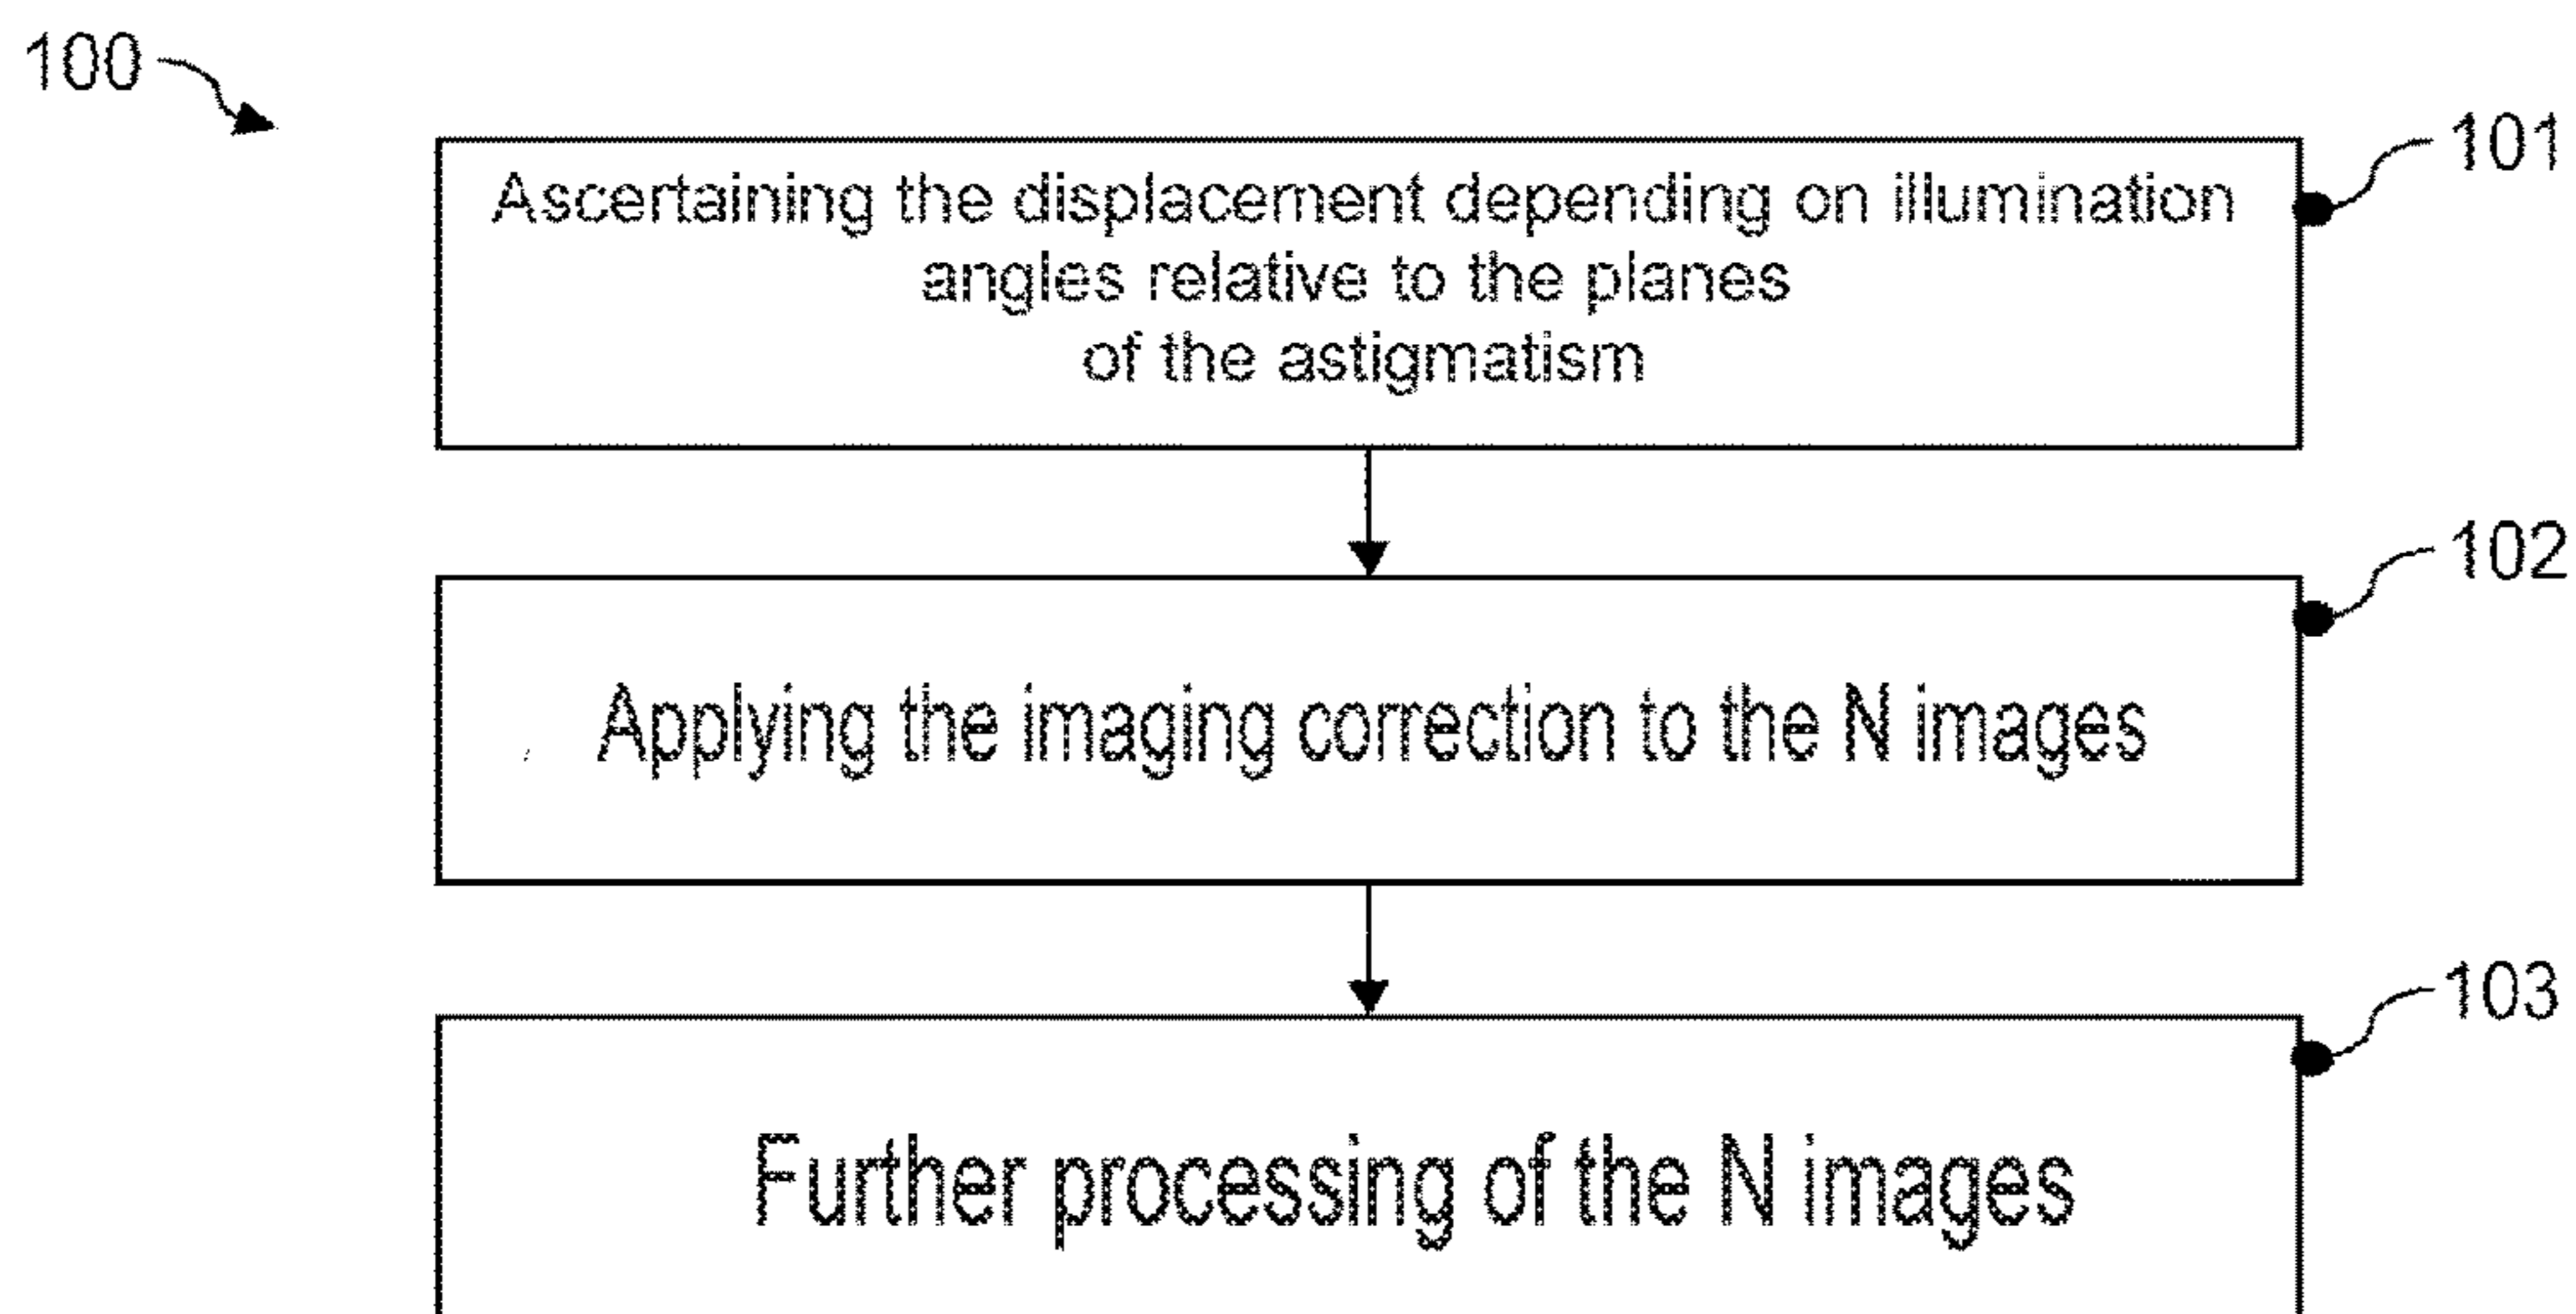 100
101
Ascertaining the displacement depending on illumination
angles relative to the planes
of the astigmatism
102
Applying the imaging correction to the N images
103
Further processing of the N images